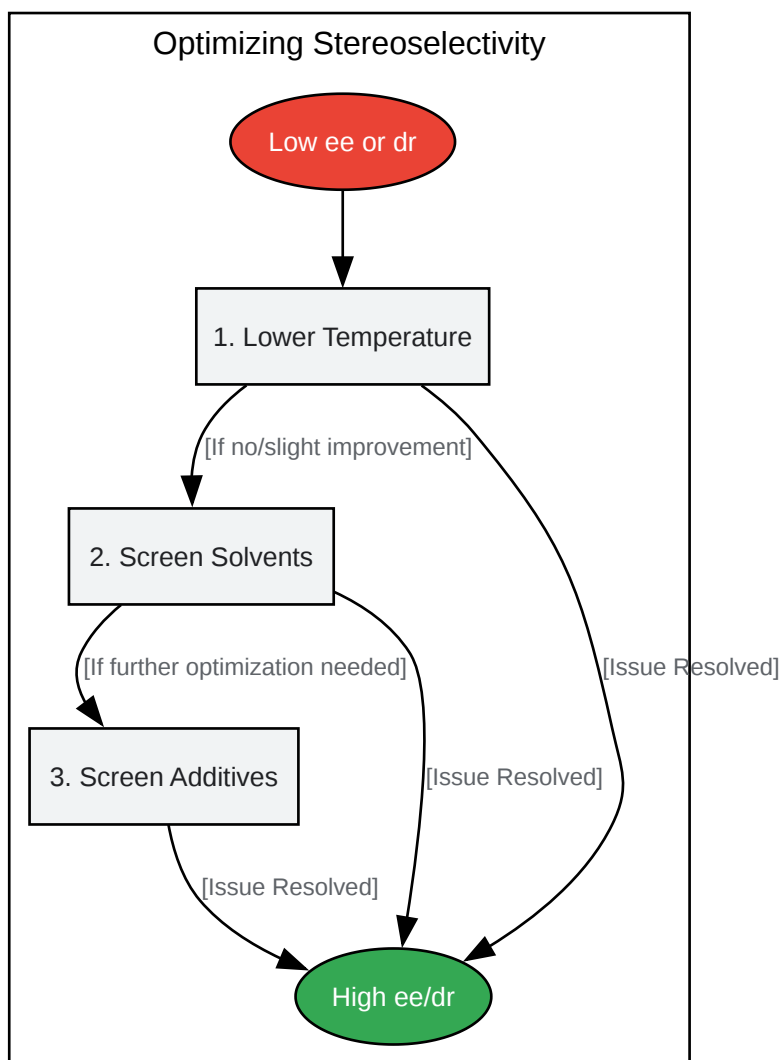 Optimizing Stereoselectivity
Low ee or dr
1. Lower Temperature
[If no/slight improvement]
2. Screen Solvents
[If further optimization needed]
[Issue Resolved]
3. Screen Additives
[Issue Resolved]
[Issue Resolved]
High ee/dr